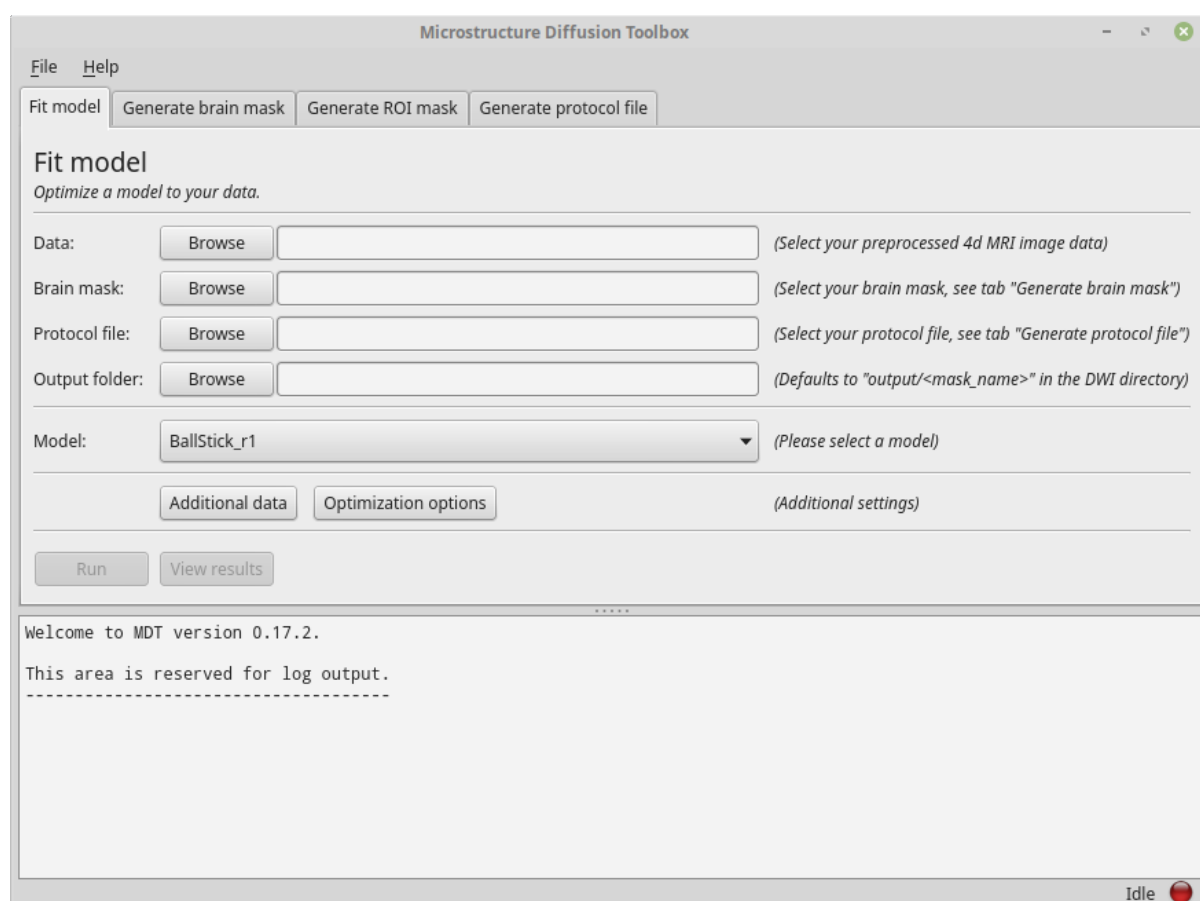 Microstructure Diffusion Toolbox
File Help
Fit model Generate brain mask Generate ROI mask Generate protocol file
Fit model
Optimize a model to your data.
Data: Browse (Select your preprocessed 4d MRI image data)
Brain mask: Browse (Select your brain mask, see tab "Generate brain mask")
Protocol file: Browse (Select your protocol file, see tab "Generate protocol file")
Output folder: Browse (Defaults to "output/<mask_name>" in the DWI directory)
Model: BallStick_r1 (Please select a model)
Additional data Optimization options (Additional settings)
Run View results
Welcome to MDT version 0.17.2.
This area is reserved for log output.
------------------------------------
Idle